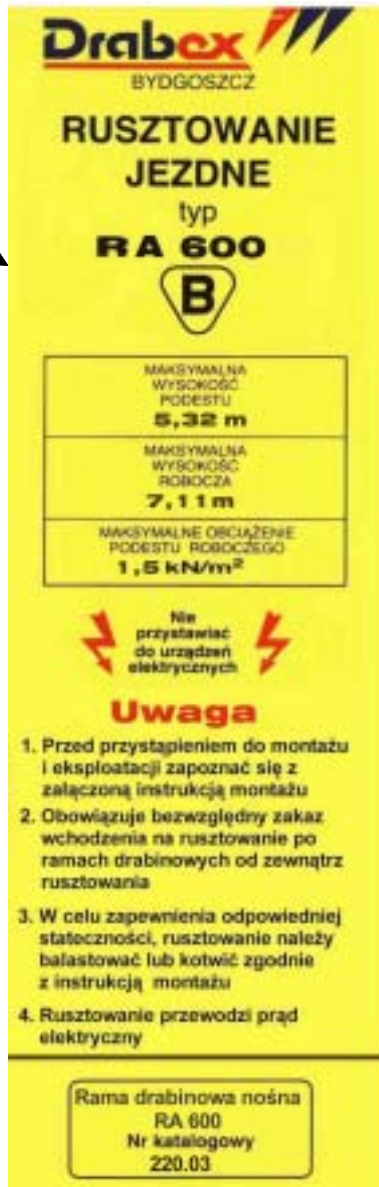 Drabex
BYDGOSZCZ
RUSZTOWANIE
JEZDNE
typ
RA 600
B
MAKSYMALNA
WYSOKOŚĆ
PODESTU
5,32 m
MAKSYMALNA
WYSOKOŚĆ
ROBOCZA
7,11m
MAKSYMALNE OBCIĄŻENIE
PODESTU ROBOCZEGO
1,5 kN/m²
Nie
przystawiać
do urządzeń
elektrycznych
Uwaga
1. Przed przystąpieniem do montażu
i eksploatacji zapoznać się z
załączoną instrukcją montażu
2. Obowiązuje bezwzględny zakaz
wchodzenia na rusztowanie po
ramach drabinowych od zewnątrz
rusztowania
3. W celu zapewnienia odpowiedniej
stateczności, rusztowanie należy
balastować lub kotwić zgodnie
z instrukcją montażu
4. Rusztowanie przewodzi prąd
elektryczny
Rama drabinowa nośna
RA 600
Nr katalogowy
220.03